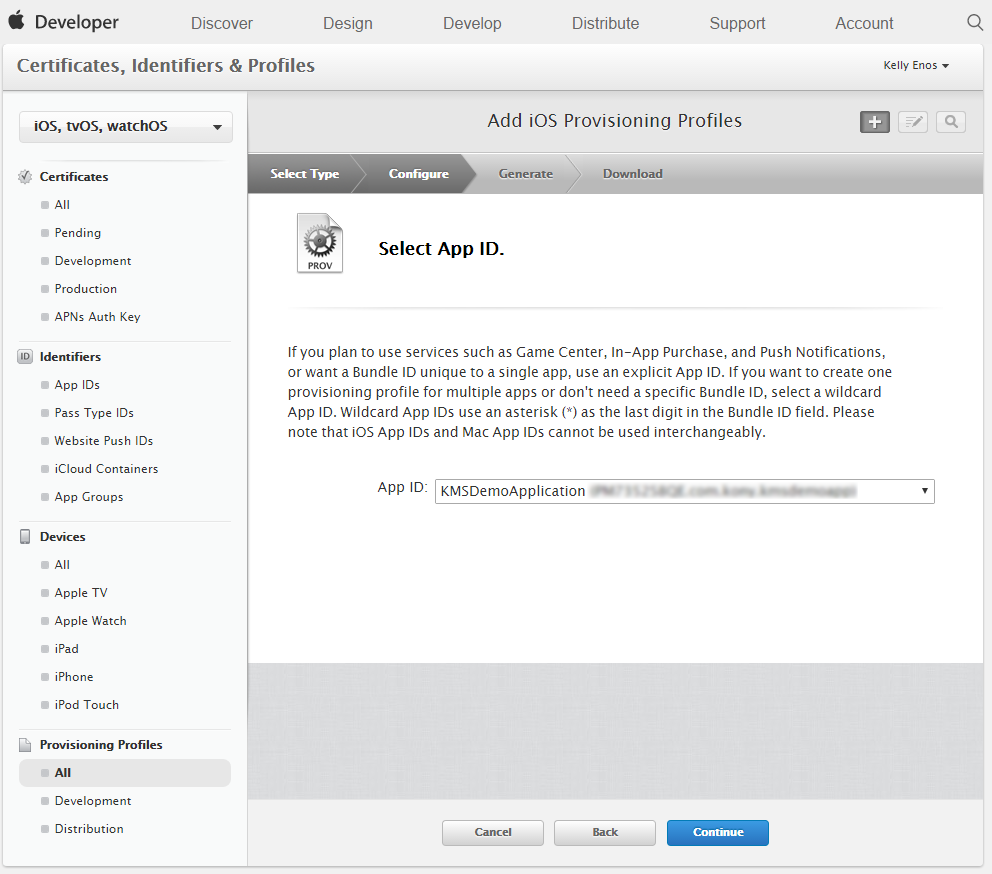 Developer
Discover
Design
Develop
Distribute
Support
Account
Certificates, Identifiers & Profiles
Kelly Enos
iOS, tvOS, watchOS
Add iOS Provisioning Profiles
Select Type
Configure
Generate
Download
Certificates
All
Pending
Development
Production
APNs Auth Key
ID Identifiers
App IDs
Pass Type IDs
Website Push IDs
iCloud Containers
App Groups
Devices
All
Apple TV
Apple Watch
iPad
iPhone
iPod Touch
Provisioning Profiles
All
Development
Distribution
PROV
Select App ID.
If you plan to use services such as Game Center, In-App Purchase, and Push Notifications,
or want a Bundle ID unique to a single app, use an explicit App ID. If you want to create one
provisioning profile for multiple apps or don't need a specific Bundle ID, select a wildcard
App ID. Wildcard App IDs use an asterisk (*) as the last digit in the Bundle ID field. Please
note that iOS App IDs and Mac App IDs cannot be used interchangeably.
App ID: KMSDemoApplication
Cancel
Back
Continue